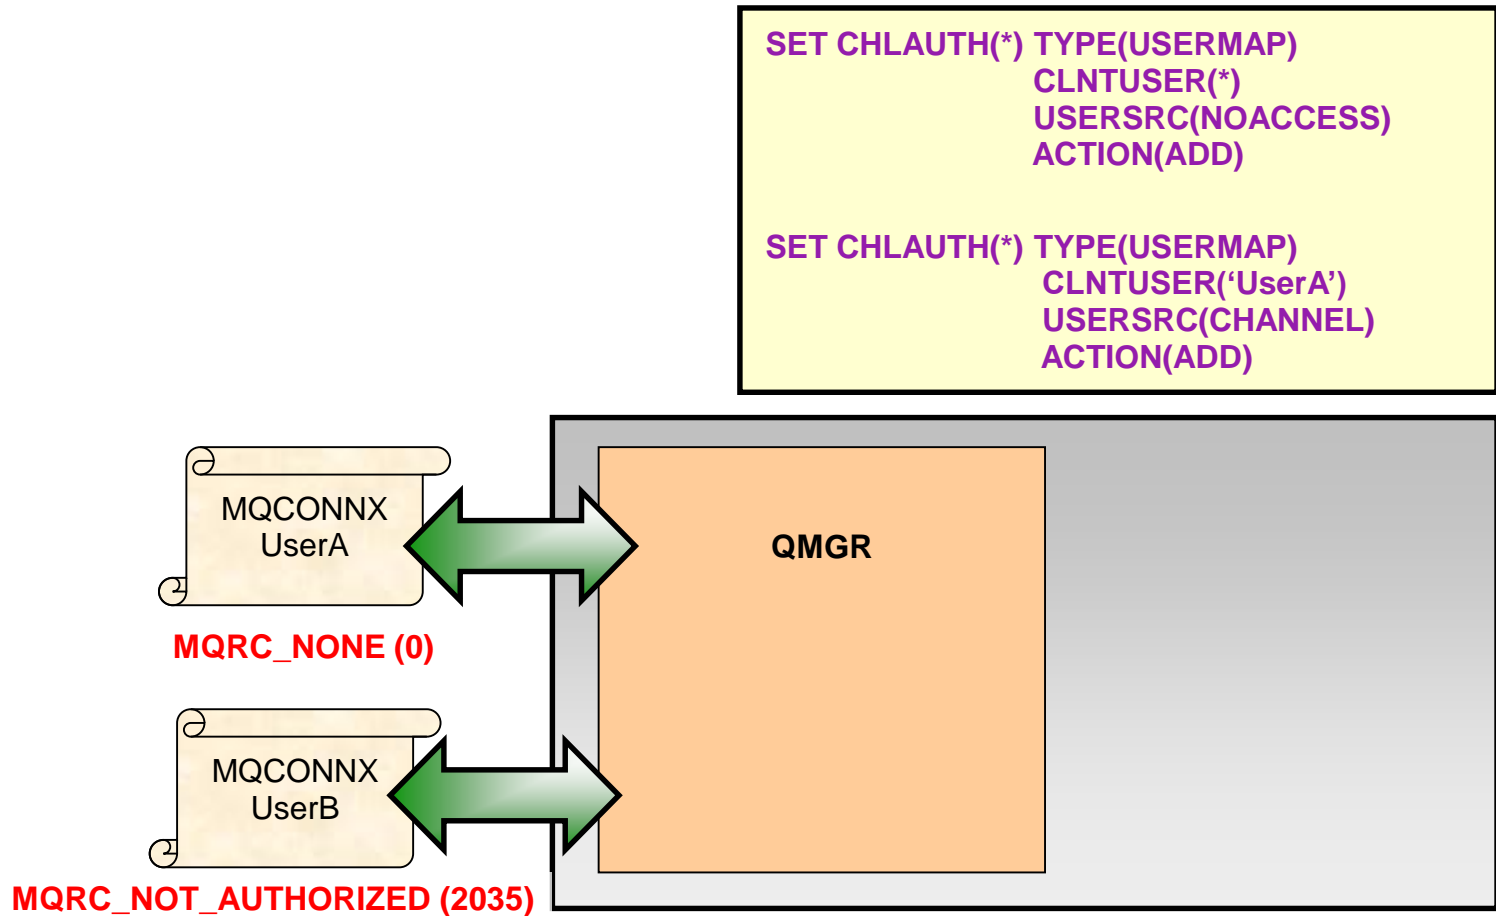 SET CHLAUTH(*) TYPE(USERMAP)
CLNTUSER(*)
USERSRC(NOACCESS)
ACTION(ADD)
SET CHLAUTH(*) TYPE(USERMAP)
CLNTUSER(‘UserA’)
USERSRC(CHANNEL)
ACTION(ADD)
MQCONNX
UserA
QMGR
MQRC_NONE (0)
MQCONNX
UserB
MQRC_NOT_AUTHORIZED (2035)